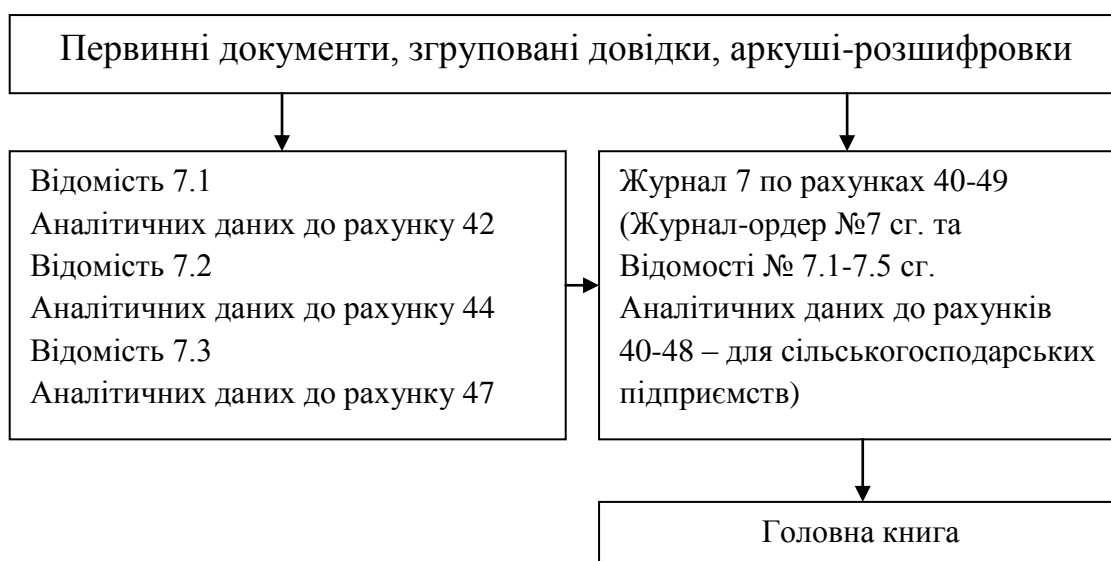 Первинні документи, згруповані довідки, аркуші-розшифровки
Відомість 7.1
Аналітичних даних до рахунку 42
Відомість 7.2
Аналітичних даних до рахунку 44
Відомість 7.3
Аналітичних даних до рахунку 47
Журнал 7 по рахунках 40-49
(Журнал-ордер №7 сг. та
Відомості № 7.1-7.5 сг.
Аналітичних даних до рахунків
40-48 – для сільськогосподарських
підприємств)
Головна книга